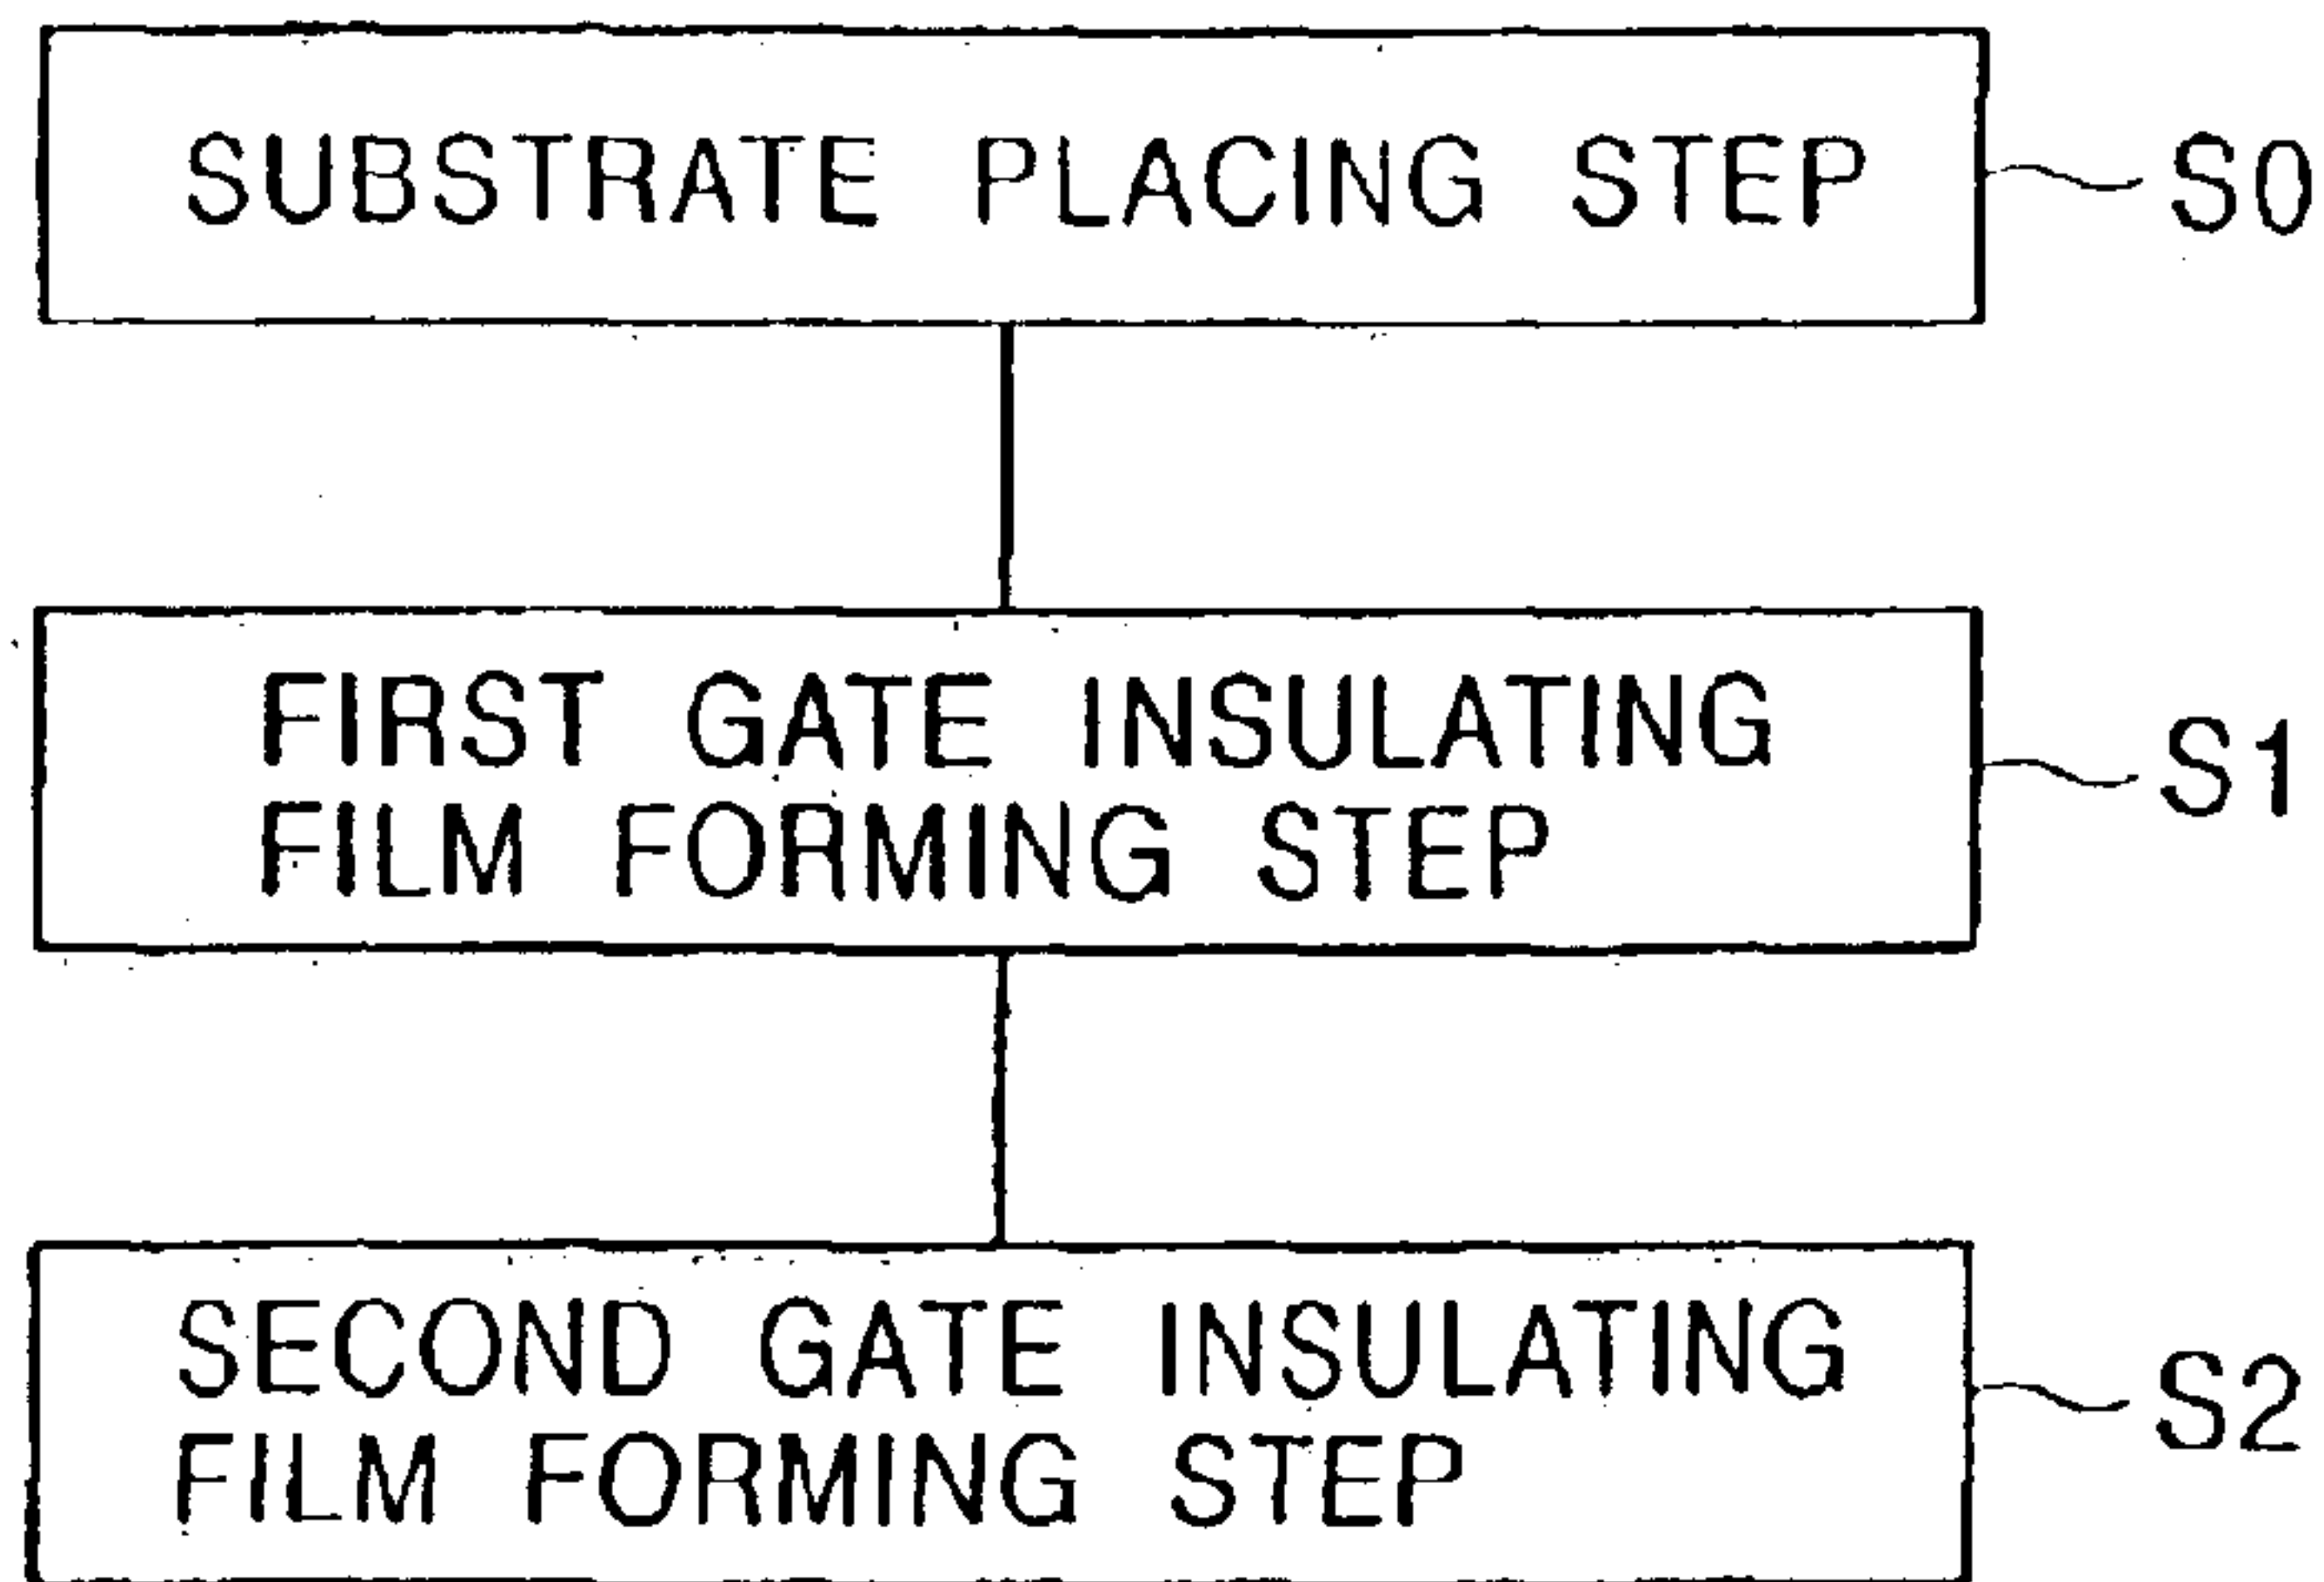 SUBSTRATE PLACING STEP
S0
FIRST GATE INSULATING
FILM FORMING STEP
S1
SECOND GATE INSULATING
FILM FORMING STEP
S2